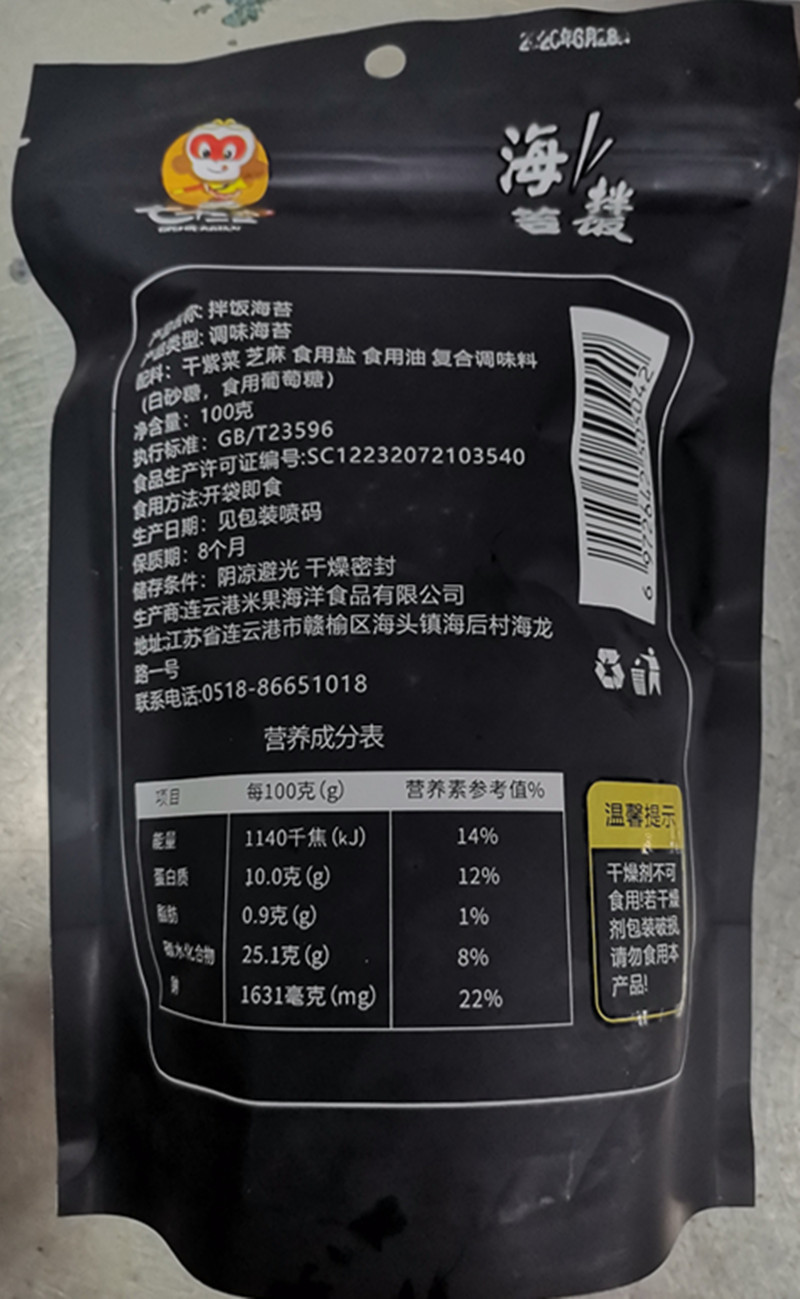 海苔拌
产品名称: 拌饭海苔
产品类型: 调味海苔
配料: 干紫菜 芝麻 食用盐 食用油 复合调味料
(白砂糖，食用葡萄糖)
净含量: 100克
执行标准: GB/T23596
食品生产许可证编号:SC12232072103540
食用方法:开袋即食
生产日期: 见包装喷码
保质期: 8个月
储存条件: 阴凉避光 干燥密封
生产商:连云港米果海洋食品有限公司
地址:江苏省连云港市赣榆区海头镇海后村海龙
路一号
联系电话:0518-86651018
营养成分表
项目 每100克(g) 营养素参考值%
能量 1140千焦(kJ) 14%
蛋白质 10.0克(g) 12%
脂肪 0.9克(g) 1%
碳水化合物 25.1克(g) 8%
钠 1631毫克(mg) 22%
温馨提示
干燥剂不可
食用!若干燥
剂包装破损,
请勿食用本
产品!